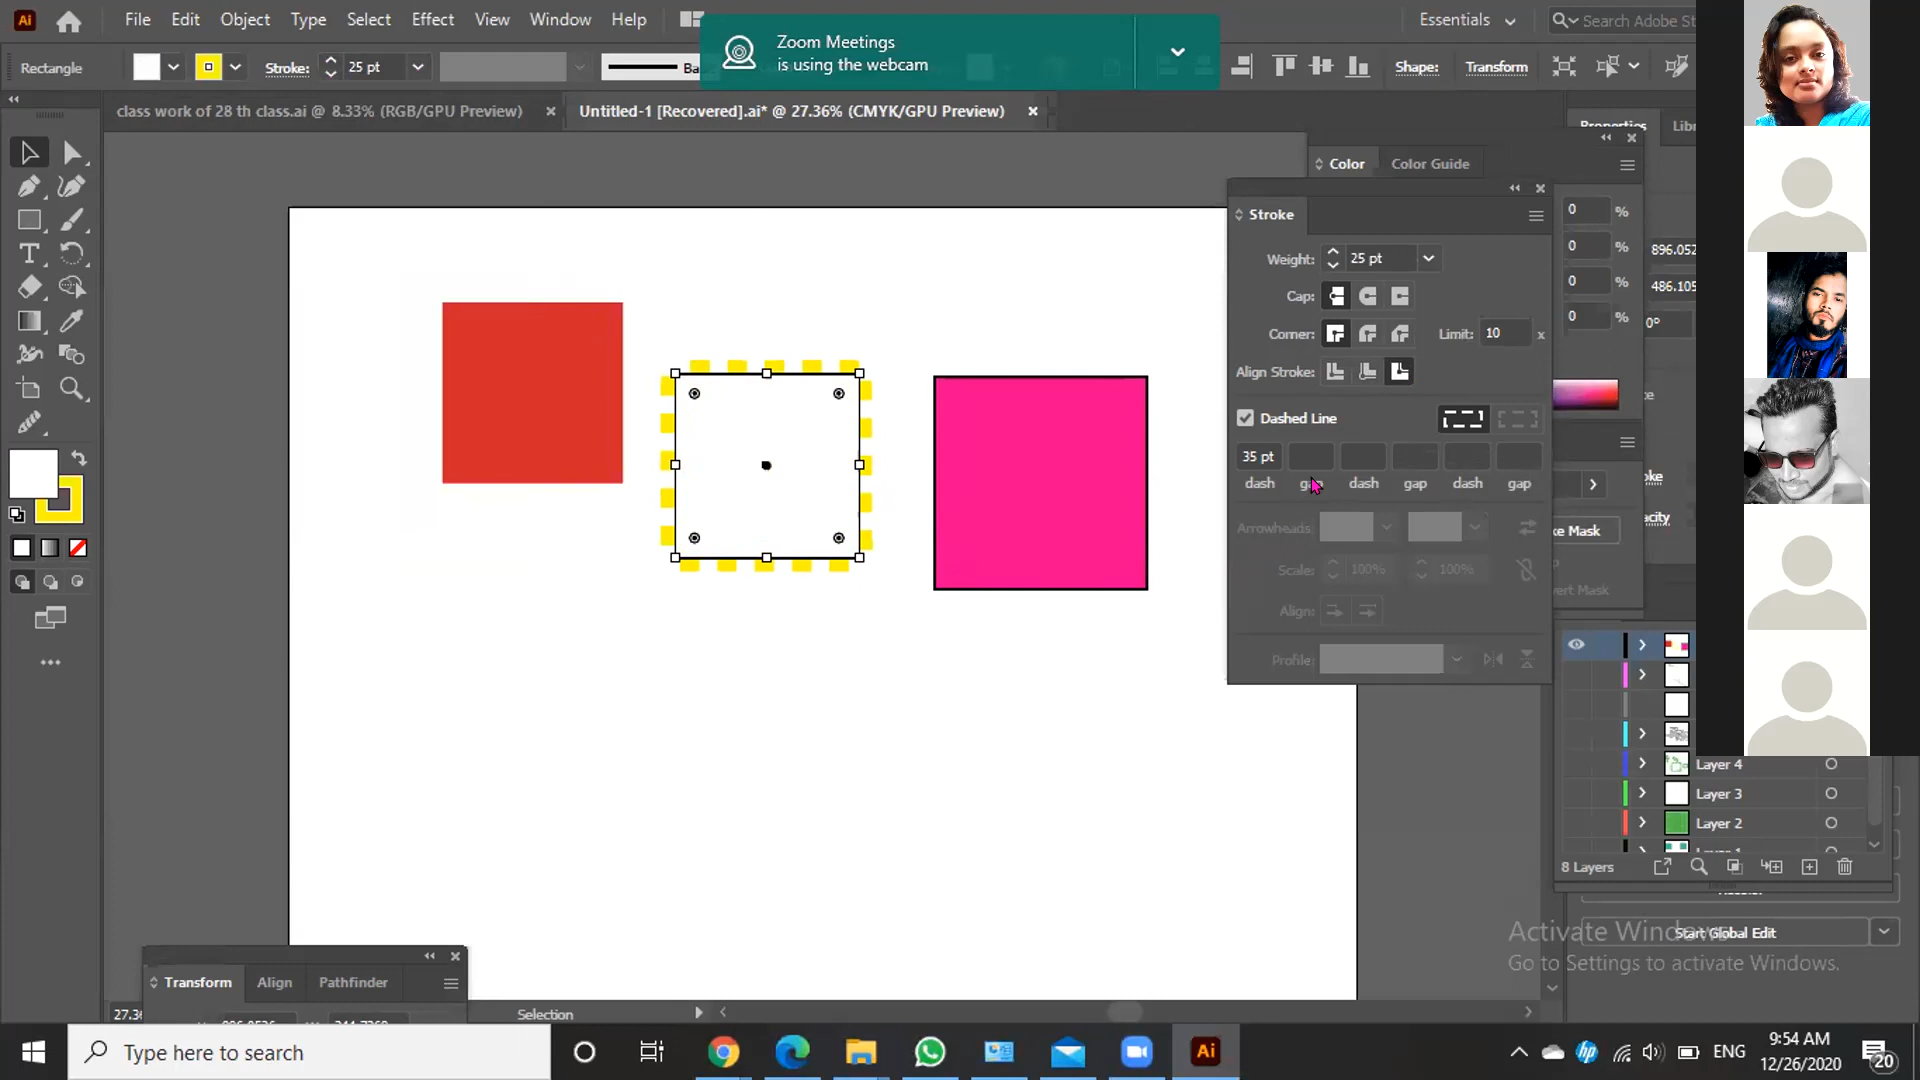 Ai File Edit Object Type Select Effect View Window Help
Essentials
Search Adobe St
Zoom Meetings
is using the webcam
Rectangle
Stroke:
25 pt
Ba
Shape:
Transform
class work of 28 th class.ai @ 8.33% (RGB/GPU Preview)
Untitled-1 [Recovered].ai* @ 27.36% (CMYK/GPU Preview)
Properties
Color
Color Guide
Stroke
Weight:
25 pt
Cap:
Corner:
Limit:
10
x
Align Stroke:
Dashed Line
35 pt
dash
gap
dash
gap
dash
gap
Arrowheads:
Scale:
100%
100%
Align:
Profile:
0 %
0 %
0 %
0 %
896.052
486.105
0°
ke Mask
vert Mask
Layer 4
Layer 3
Layer 2
8 Layers
Start Global Edit
Activate Windows
Go to Settings to activate Windows.
Transform
Align
Pathfinder
Selection
Type here to search
Ai
ENG
9:54 AM
12/26/2020
20